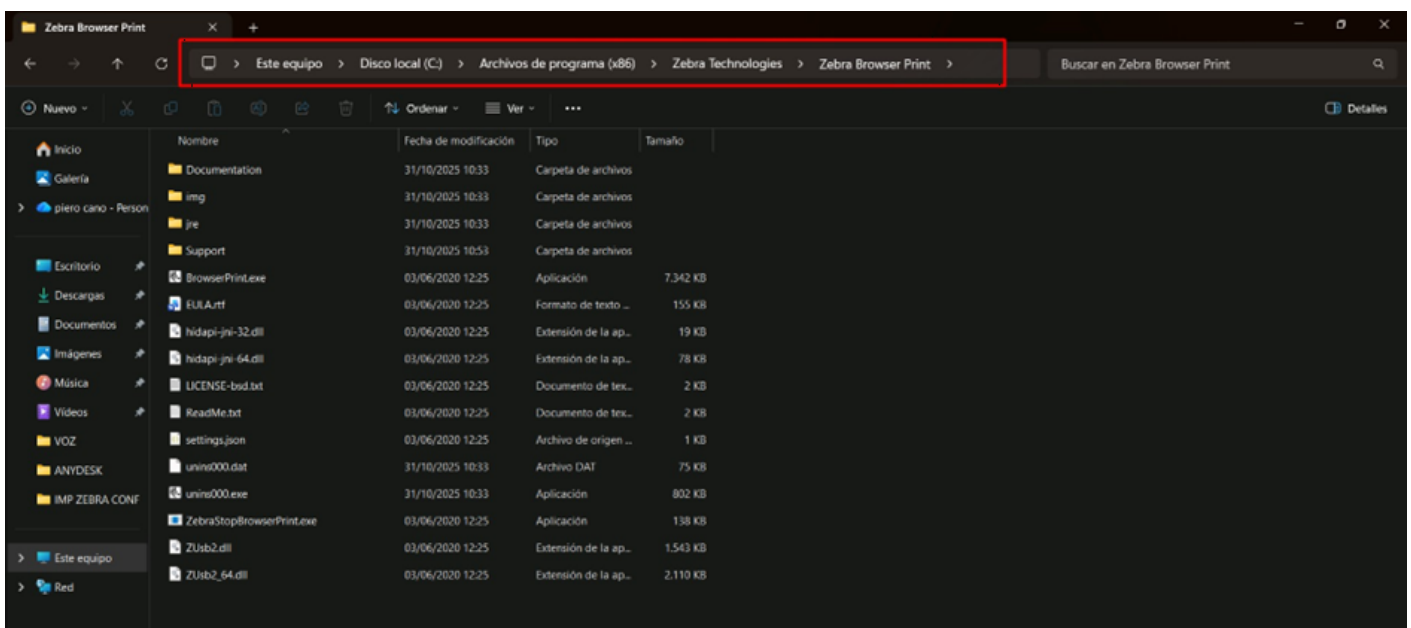 Zebra Browser Print
Este equipo > Disco local (C:) > Archivos de programa (x86) > Zebra Technologies > Zebra Browser Print >
Buscar en Zebra Browser Print
Nuevo
Ordenar
Ver
Detalles
Inicio
Galería
piero cano - Person
Escritorio
Descargas
Documentos
Imágenes
Música
Vídeos
VOZ
ANYDESK
IMP ZEBRA CONF
Este equipo
Red
Nombre Fecha de modificación Tipo Tamaño
Documentation 31/10/2025 10:33 Carpeta de archivos
img 31/10/2025 10:33 Carpeta de archivos
jre 31/10/2025 10:33 Carpeta de archivos
Support 31/10/2025 10:53 Carpeta de archivos
BrowserPrint.exe 03/06/2020 12:25 Aplicación 7.342 KB
EULA.rtf 03/06/2020 12:25 Formato de texto ... 155 KB
hidapi-jni-32.dll 03/06/2020 12:25 Extensión de la ap... 19 KB
hidapi-jni-64.dll 03/06/2020 12:25 Extensión de la ap... 78 KB
LICENSE-bsd.txt 03/06/2020 12:25 Documento de tex... 2 KB
ReadMe.txt 03/06/2020 12:25 Documento de tex... 2 KB
settings.json 03/06/2020 12:25 Archivo de origen ... 1 KB
unins000.dat 31/10/2025 10:33 Archivo DAT 75 KB
unins000.exe 31/10/2025 10:33 Aplicación 802 KB
ZebraStopBrowserPrint.exe 03/06/2020 12:25 Aplicación 138 KB
ZUsb2.dll 03/06/2020 12:25 Extensión de la ap... 1.543 KB
ZUsb2_64.dll 03/06/2020 12:25 Extensión de la ap... 2.110 KB